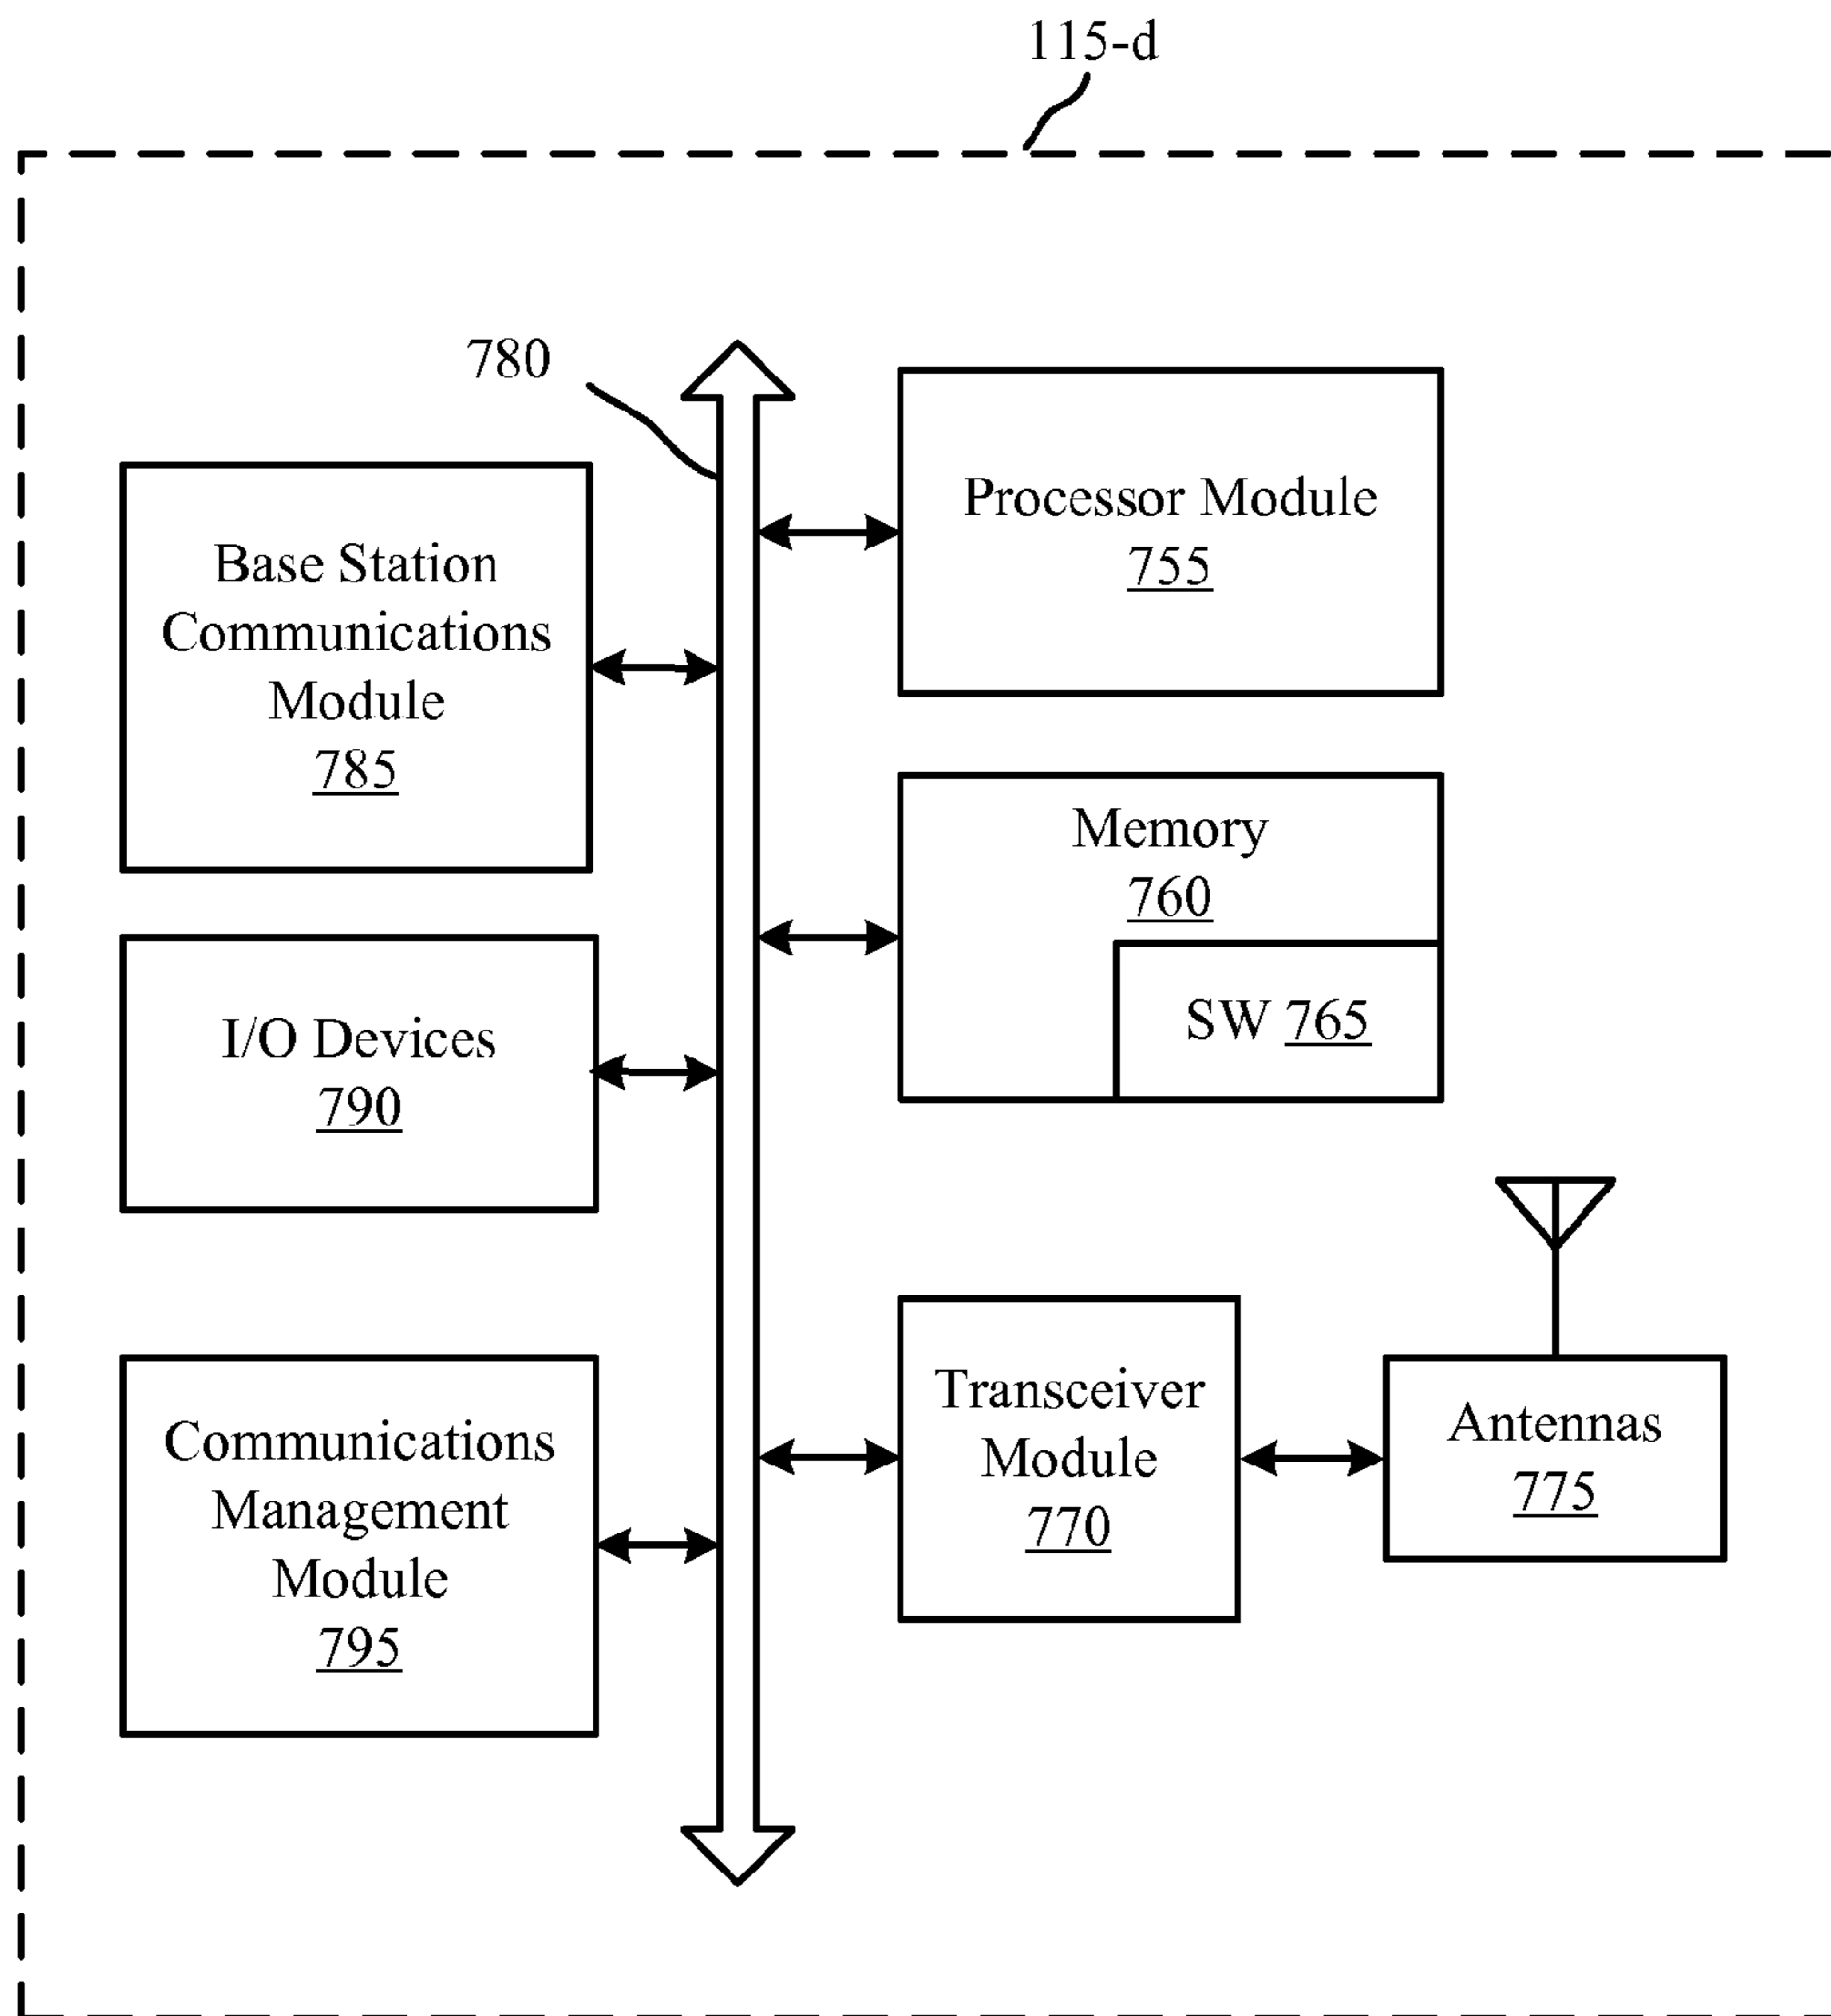 115-d
780
Base Station
Communications
Module
785
I/O Devices
790
Communications
Management
Module
795
Processor Module
755
Memory
760
SW 765
Transceiver
Module
770
Antennas
775